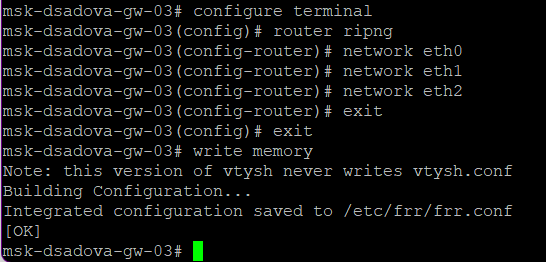 msk-dsadova-gw-03# configure terminal
msk-dsadova-gw-03(config)# router ripng
msk-dsadova-gw-03(config-router)# network eth0
msk-dsadova-gw-03(config-router)# network eth1
msk-dsadova-gw-03(config-router)# network eth2
msk-dsadova-gw-03(config-router)# exit
msk-dsadova-gw-03(config)# exit
msk-dsadova-gw-03# write memory
Note: this version of vtysh never writes vtysh.conf
Building Configuration...
Integrated configuration saved to /etc/frr/frr.conf
[OK]
msk-dsadova-gw-03#